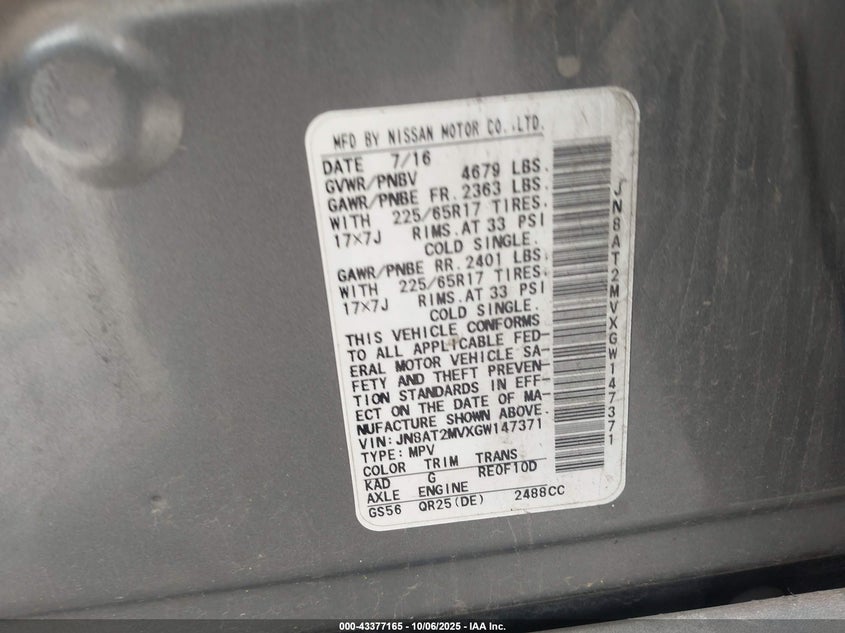 MFD BY NISSAN MOTOR CO.,LTD.
DATE 7/16
GVWR/PNBV 4679 LBS.
GAWR/PNBE FR. 2363 LBS.
WITH 225/65R17 TIRES.
17×7J RIMS.AT 33 PSI
COLD SINGLE.
GAWR/PNBE RR. 2401 LBS.
WITH 225/65R17 TIRES.
17×7J RIMS.AT 33 PSI
COLD SINGLE.
THIS VEHICLE CONFORMS
TO ALL APPLICABLE FED-
ERAL MOTOR VEHICLE SA-
FETY AND THEFT PREVEN-
TION STANDARDS IN EFF-
ECT ON THE DATE OF MA-
NUFACTURE SHOWN ABOVE.
VIN:JN8AT2MVXGW147371
TYPE:MPV
COLOR TRIM TRANS
KAD G RE0F10D
AXLE ENGINE
GS56 QR25(DE) 2488CC
JN8AT2MVXGW147371
000-43377165 - 10/06/2025 - IAA Inc.